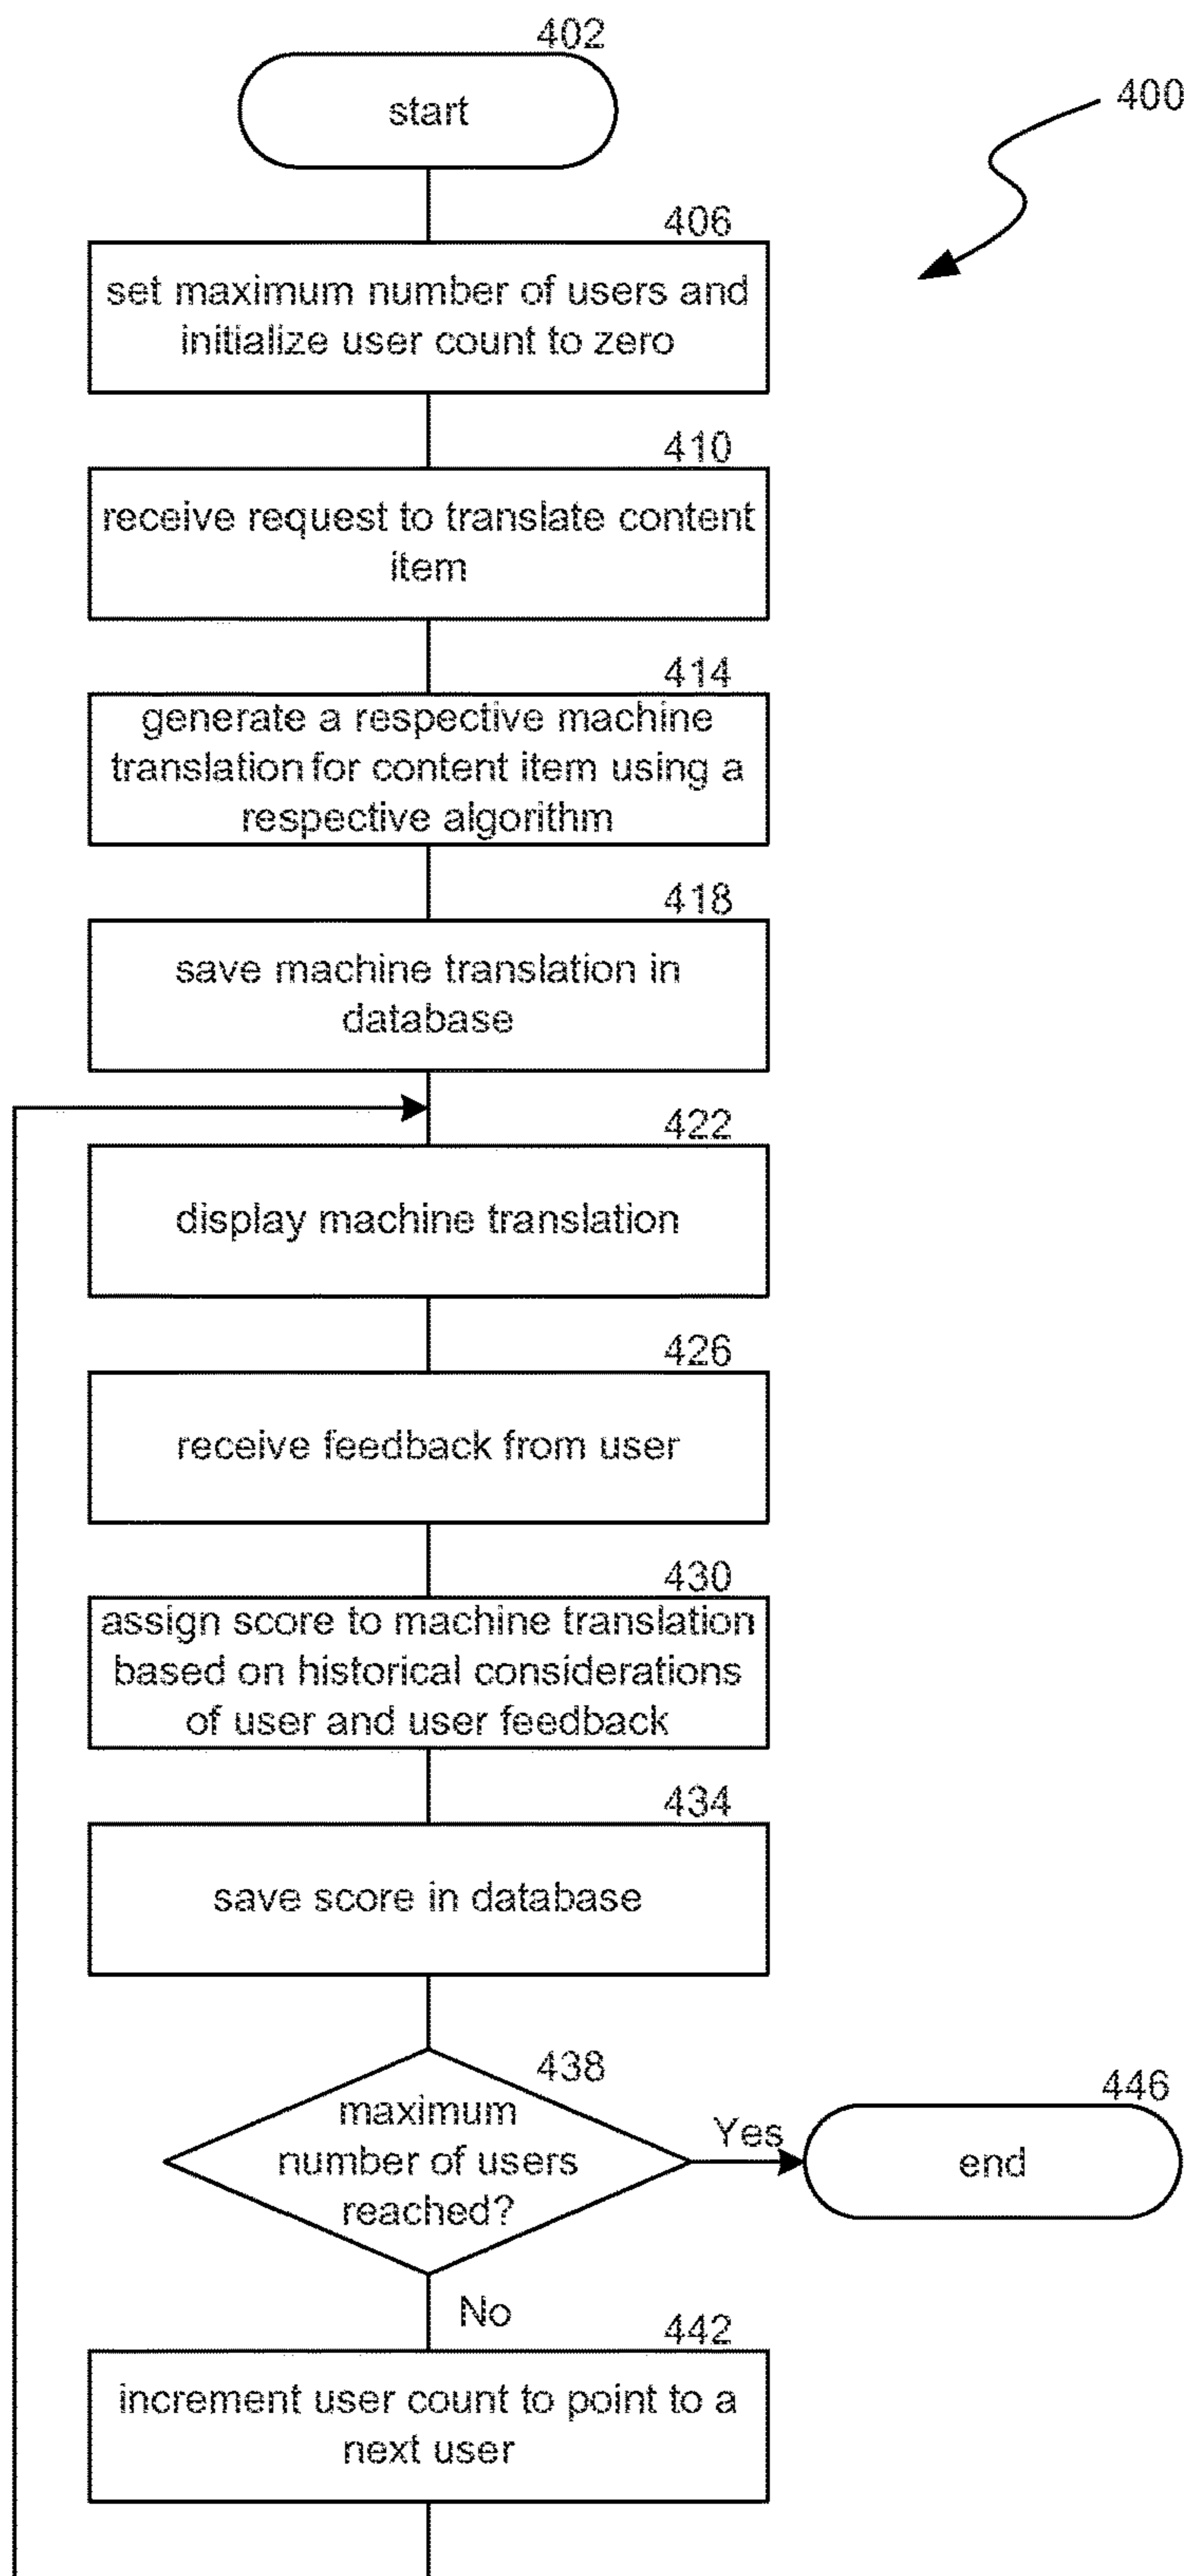 402
start
400
406
set maximum number of users and
initialize user count to zero
410
receive request to translate content
item
414
generate a respective machine
translation for content item using a
respective algorithm
418
save machine translation in
database
422
display machine translation
426
receive feedback from user
430
assign score to machine translation
based on historical considerations
of user and user feedback
434
save score in database
438
maximum
number of users
reached?
Yes
446
end
No
442
increment user count to point to a
next user